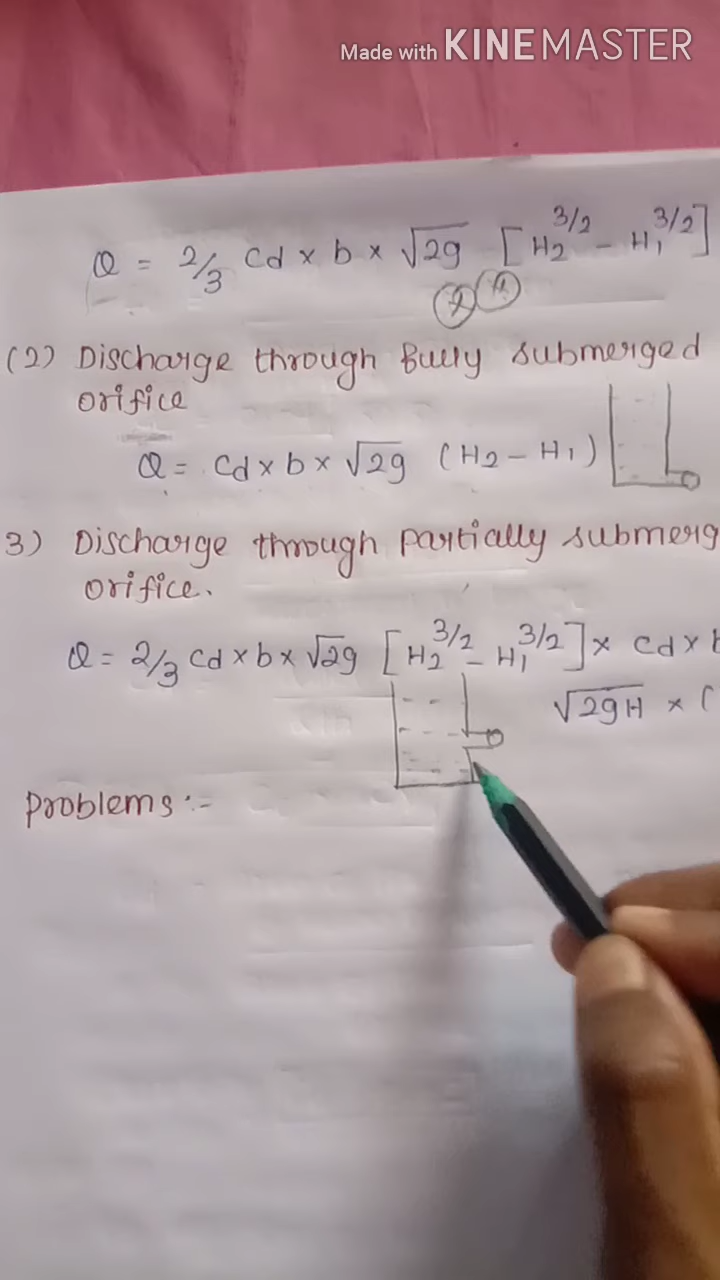 Made with KINEMASTER
Q = 2/3 Cd × b × √2g [H₂^3/2 − H₁^3/2]
(2) Discharge through fully submerged
orifice
Q = Cd × b × √2g (H2 − H1)
3) Discharge through partially submerg
orifice.
Q = 2/3 Cd × b × √2g [H₂^3/2 − H₁^3/2] × Cd × b
√2gH × (
Problems :-